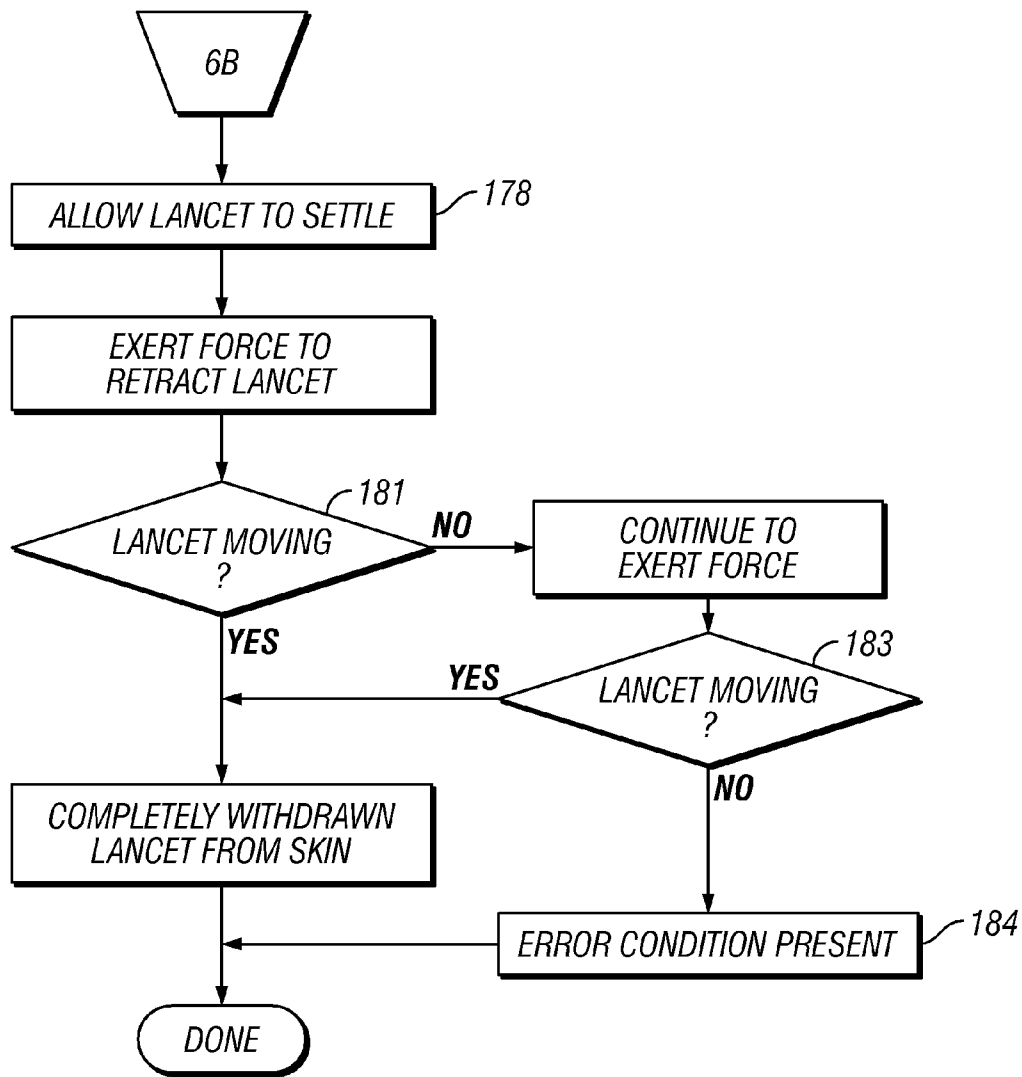 6B
ALLOW LANCET TO SETTLE
178
EXERT FORCE TO
RETRACT LANCET
LANCET MOVING
?
181
NO
YES
CONTINUE TO
EXERT FORCE
LANCET MOVING
?
183
YES
NO
COMPLETELY WITHDRAWN
LANCET FROM SKIN
ERROR CONDITION PRESENT
184
DONE